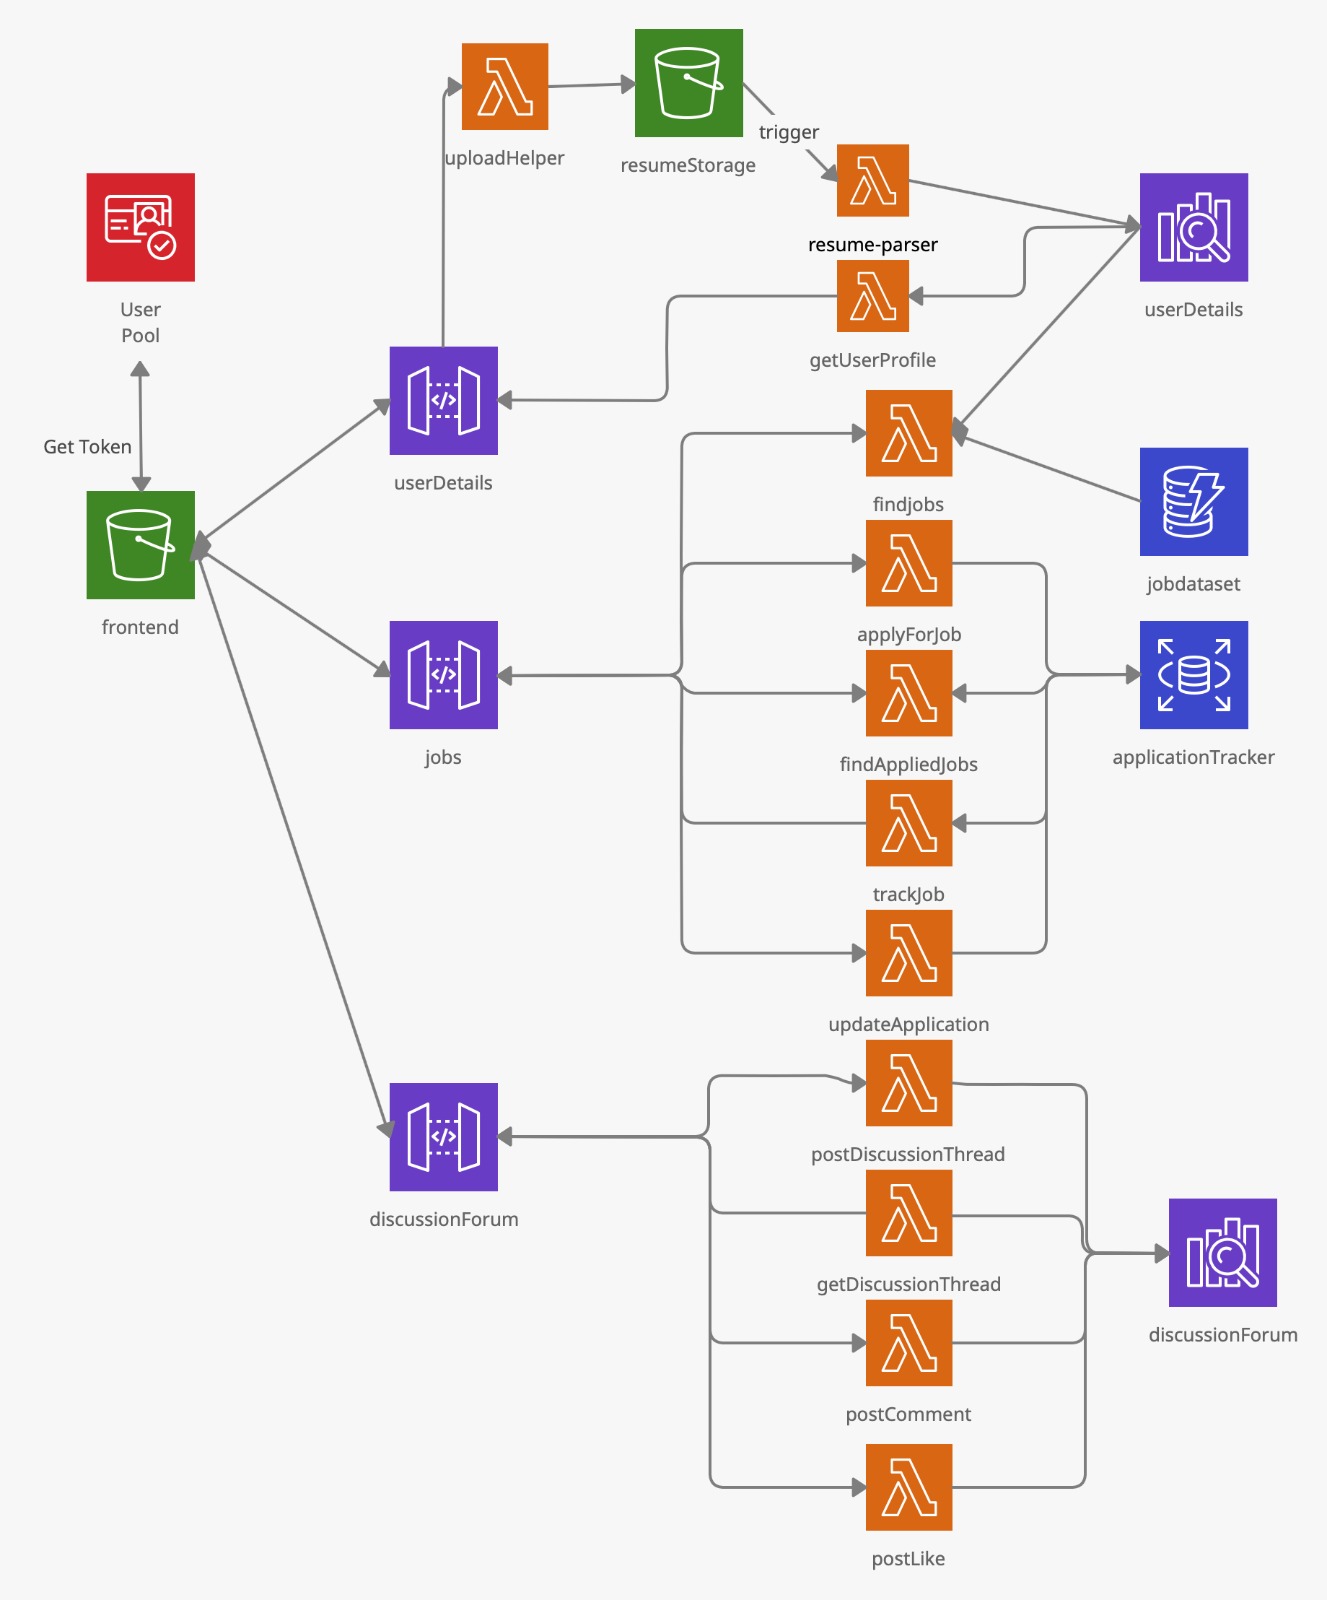 uploadHelper
resumeStorage
trigger
resume-parser
User
Pool
userDetails
getUserProfile
Get Token
userDetails
findjobs
jobdataset
frontend
applyForJob
jobs
findAppliedJobs
applicationTracker
trackJob
updateApplication
postDiscussionThread
discussionForum
getDiscussionThread
discussionForum
postComment
postLike